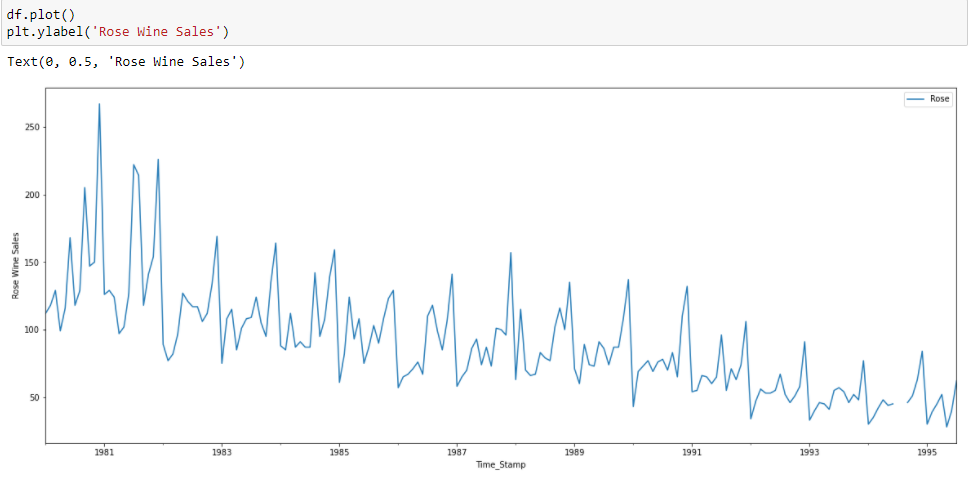 df.plot()
plt.ylabel('Rose Wine Sales')
Text(0, 0.5, 'Rose Wine Sales')
Rose
250
200
150
100
50
Rose Wine Sales
1981 1983 1985 1987 1989 1991 1993 1995
Time_Stamp